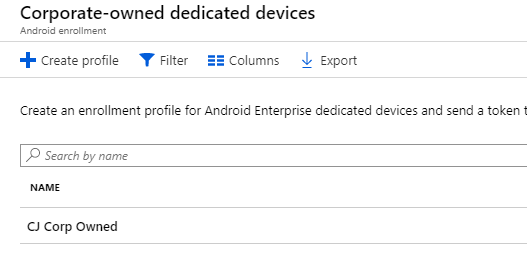 Corporate-owned dedicated devices
Android enrollment
Create profile Filter Columns Export
Create an enrollment profile for Android Enterprise dedicated devices and send a token t
Search by name
NAME
CJ Corp Owned